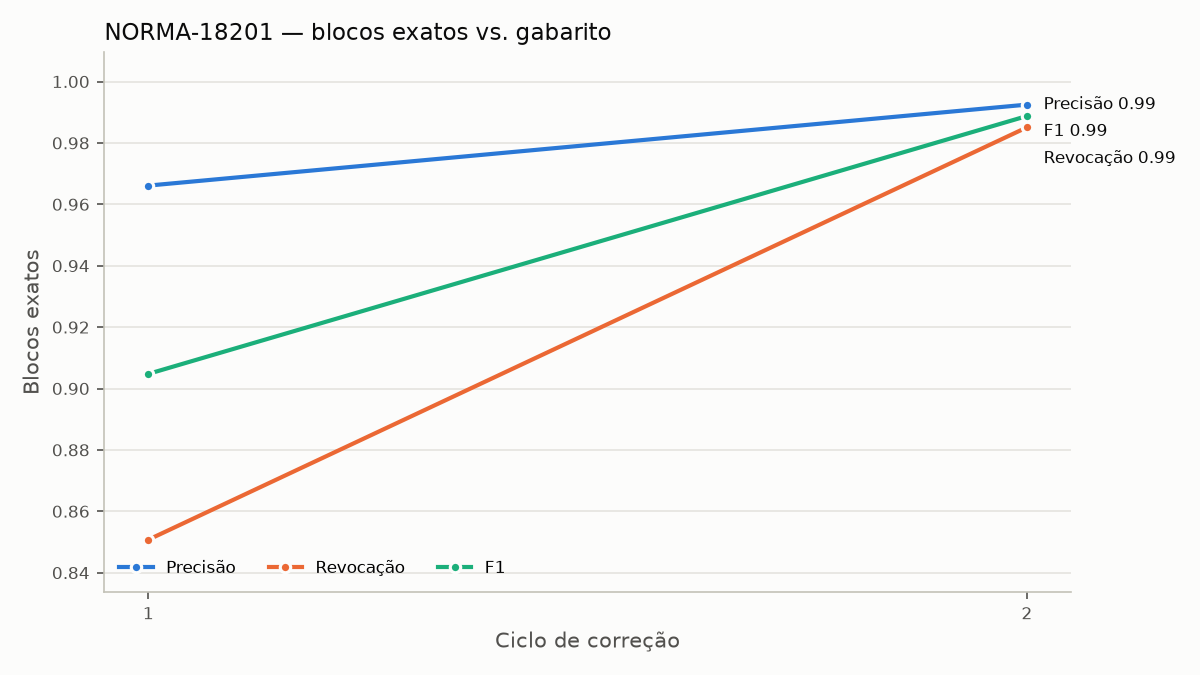 NORMA-18201 — blocos exatos vs. gabarito
Blocos exatos
1.00
0.98
0.96
0.94
0.92
0.90
0.88
0.86
0.84
Precisão 0.99
F1 0.99
Revocação 0.99
Precisão
Revocação
F1
1
2
Ciclo de correção